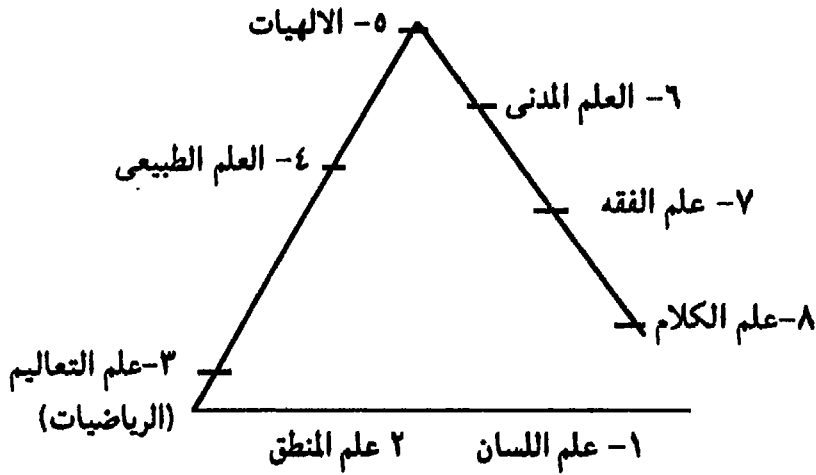 ٥- الالهيات
٦- العلم المدنى
٤- العلم الطبيعى
٧- علم الفقه
٨-علم الكلام
٣-علم التعاليم
(الرياضيات)
١- علم اللسان
٢ علم المنطق